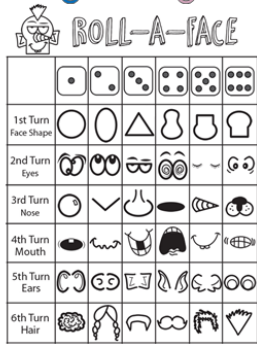 ROLL-A-FACE
1st Turn
Face Shape
2nd Turn
Eyes
3rd Turn
Nose
4th Turn
Mouth
5th Turn
Ears
6th Turn
Hair